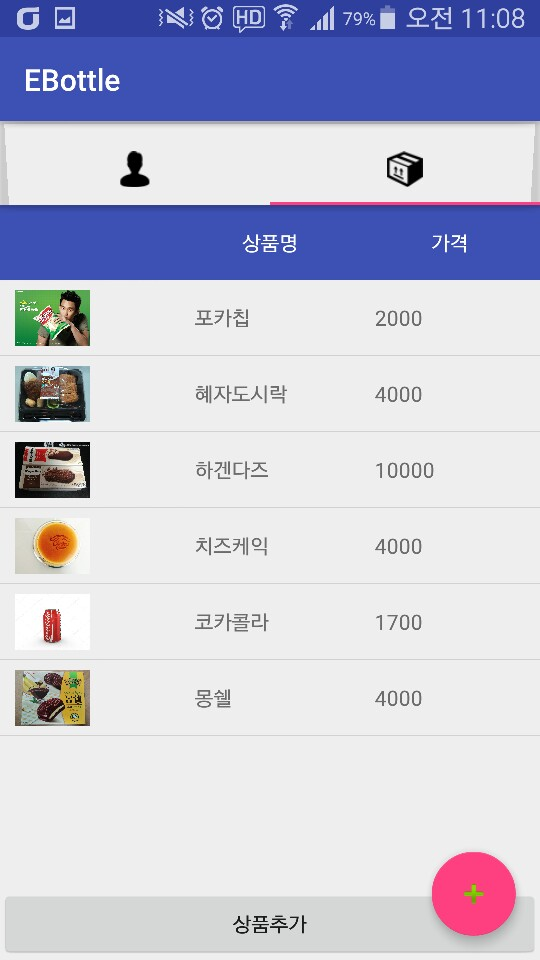 HD 79% 오전 11:08
EBottle
상품명 가격
포카칩 2000
혜자도시락 4000
하겐다즈 10000
치즈케익 4000
코카콜라 1700
몽쉘 4000
상품추가
+